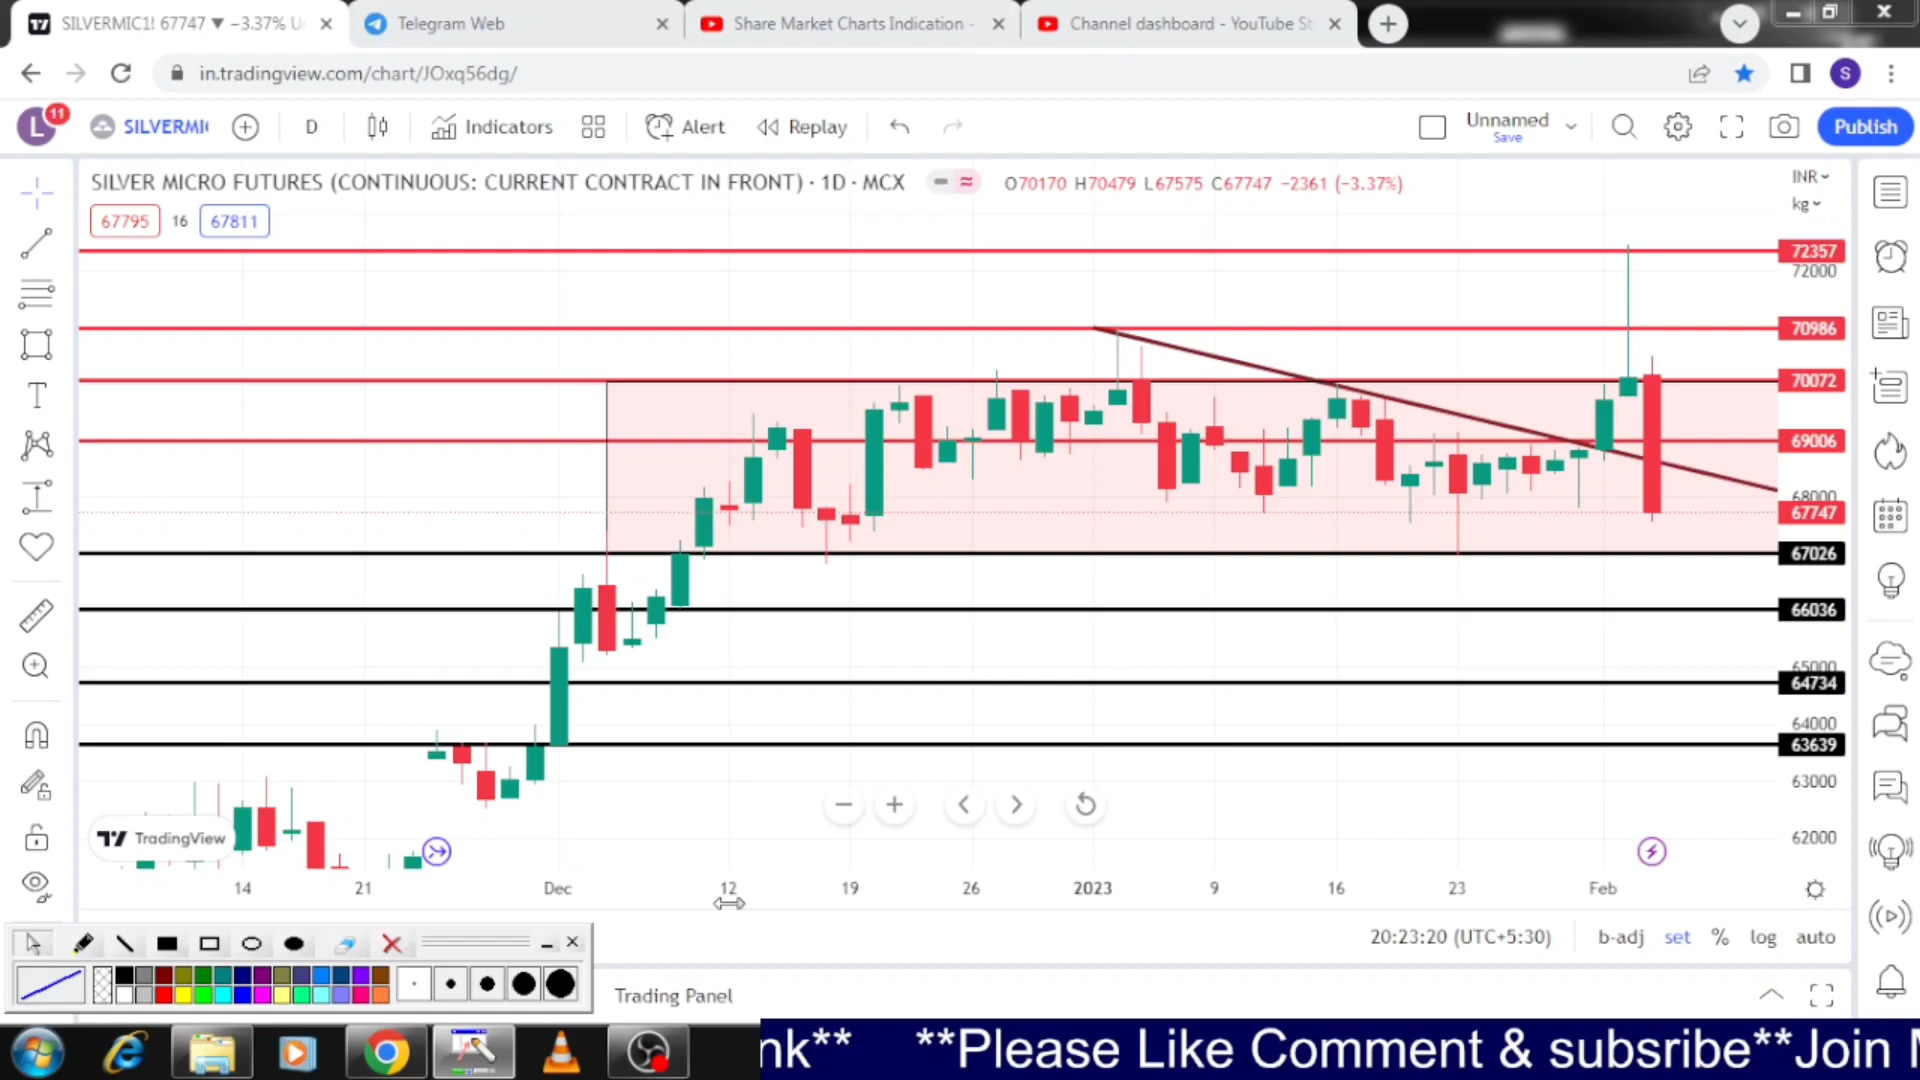 SILVERMIC1! 67747 ▼ −3.37% Un
Telegram Web
Share Market Charts Indication -
Channel dashboard - YouTube St
in.tradingview.com/chart/JOxq56dg/
S
L
11
SILVERMI
D
Indicators
Alert
Replay
Unnamed
Save
Publish
SILVER MICRO FUTURES (CONTINUOUS: CURRENT CONTRACT IN FRONT) · 1D · MCX
O70170 H70479 L67575 C67747 −2361 (−3.37%)
INR
kg
67795
16
67811
72357
72000
70986
70072
69006
68000
67747
67026
66036
65000
64734
64000
63639
63000
62000
TradingView
14
21
Dec
12
19
26
2023
9
16
23
Feb
20:23:20 (UTC+5:30)
b-adj
set
%
log
auto
Trading Panel
nk** **Please Like Comment & subsribe**Join